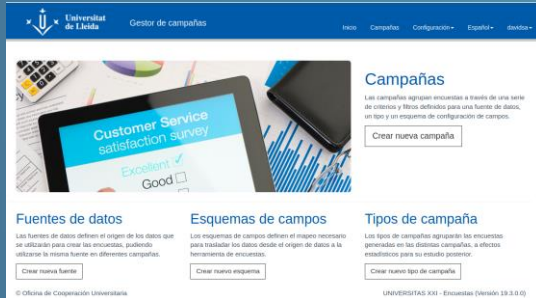 Universitat
de Lleida
Gestor de campañas
Inicio
Campañas
Configuración
Español
davidsa
Customer Service
satisfaction survey
Excellent
Good
Campañas
Las campañas agrupen encuestas a través de una serie
de criterios y filtros definidos para una fuente de datos,
un tipo y un esquema de configuración de campos.
Crear nueva campaña
Fuentes de datos
Las fuentes de datos definen el origen de los datos que
se utilizarán para crear las encuestas, pudiendo
utilizarse la misma fuente en diferentes campañas.
Crear nueva fuente
Esquemas de campos
Los esquemas de campos definen el mapeo necesario
para trasladar los datos desde el origen de datos a la
herramienta de encuestas.
Crear nuevo esquema
Tipos de campaña
Los tipos de campaña agruparán las encuestas
generadas en las distintas campañas, a efectos
estadísticos para su estudio posterior.
Crear nuevo tipo de campaña
© Oficina de Cooperación Universitaria
UNIVERSITAS XXI - Encuestas (Versión 19.3.0.0)